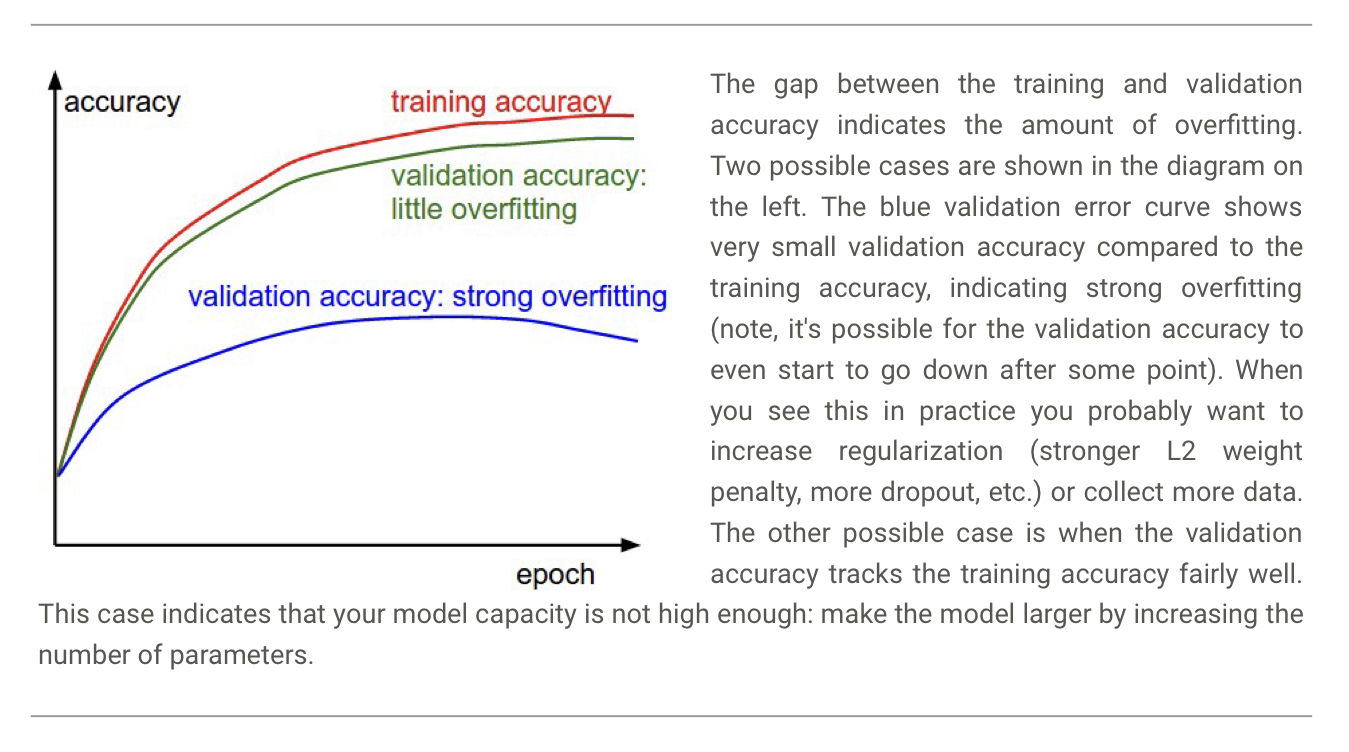 accuracy
training accuracy
validation accuracy:
little overfitting
validation accuracy: strong overfitting
epoch
The gap between the training and validation
accuracy indicates the amount of overfitting.
Two possible cases are shown in the diagram on
the left. The blue validation error curve shows
very small validation accuracy compared to the
training accuracy, indicating strong overfitting
(note, it's possible for the validation accuracy to
even start to go down after some point). When
you see this in practice you probably want to
increase regularization (stronger L2 weight
penalty, more dropout, etc.) or collect more data.
The other possible case is when the validation
accuracy tracks the training accuracy fairly well.
This case indicates that your model capacity is not high enough: make the model larger by increasing the
number of parameters.